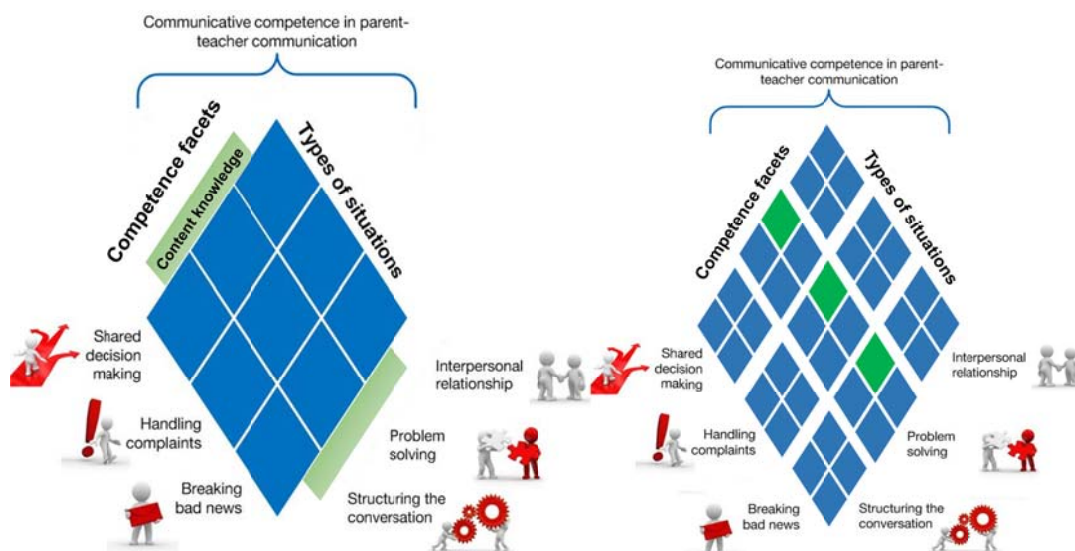 Communicative competence in parent-
teacher communication
Competence facets
Content knowledge
Types of situations
Shared
decision
making
Handling
complaints
Breaking
bad news
Interpersonal
relationship
Problem
solving
Structuring the
conversation
Communicative competence in parent-
teacher communication
Competence facets
Types of situations
Shared
decision
making
Handling
complaints
Breaking
bad news
Interpersonal
relationship
Problem
solving
Structuring the
conversation